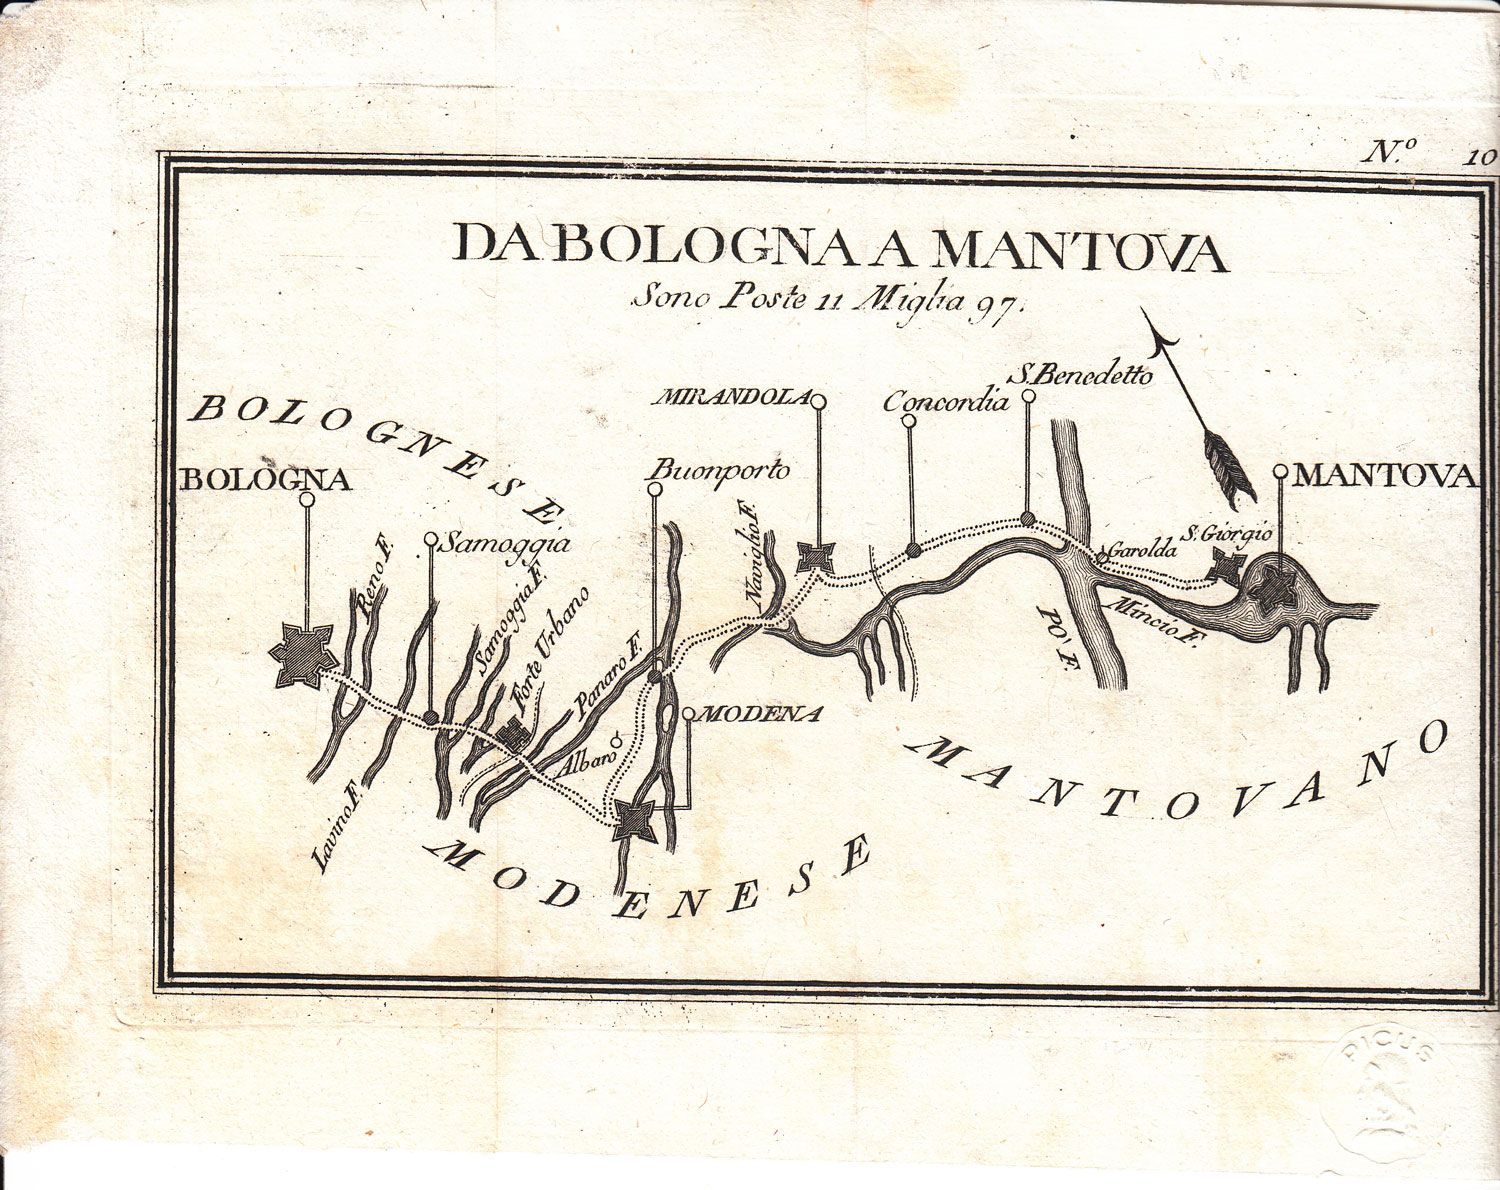 N.º 10
DA BOLOGNA A MANTOVA
Sono Poste 11 Miglia 97.
BOLOGNESE
BOLOGNA
Reno F.
Lavino F.
Samoggia
Samoggia F.
Forte Urbano
Panaro F.
Albaro
Buonporto
MODENA
MODENESE
Naviglio F.
MIRANDOLA
Concordia
S. Benedetto
PO' F.
Garolda
Mincio F.
S. Giorgio
MANTOVA
MANTOVANO
PICUS